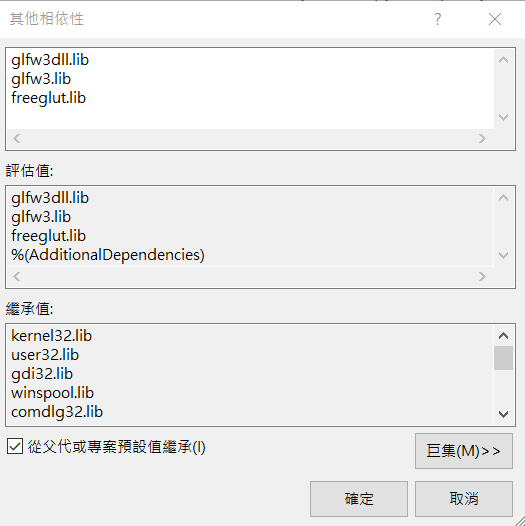 其他相依性
?
glfw3dll.lib
glfw3.lib
freeglut.lib
評估值:
glfw3dll.lib
glfw3.lib
freeglut.lib
%(AdditionalDependencies)
繼承值:
kernel32.lib
user32.lib
gdi32.lib
winspool.lib
comdlg32.lib
從父代或專案預設值繼承(I)
巨集(M)>>
確定
取消